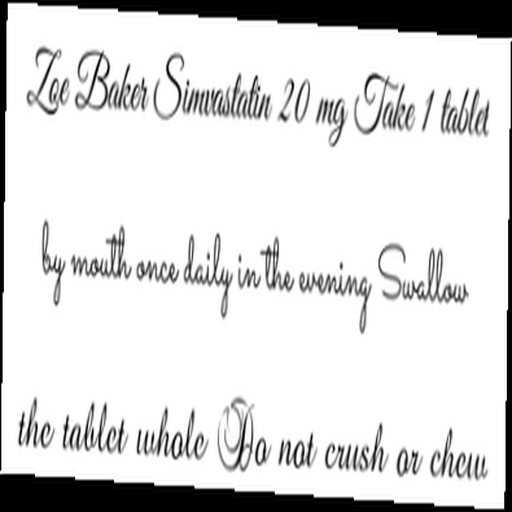 Zoe Baker Simvastatin 20 mg Take 1 tablet
by mouth once daily in the evening Swallow
the tablet whole Do not crush or chew